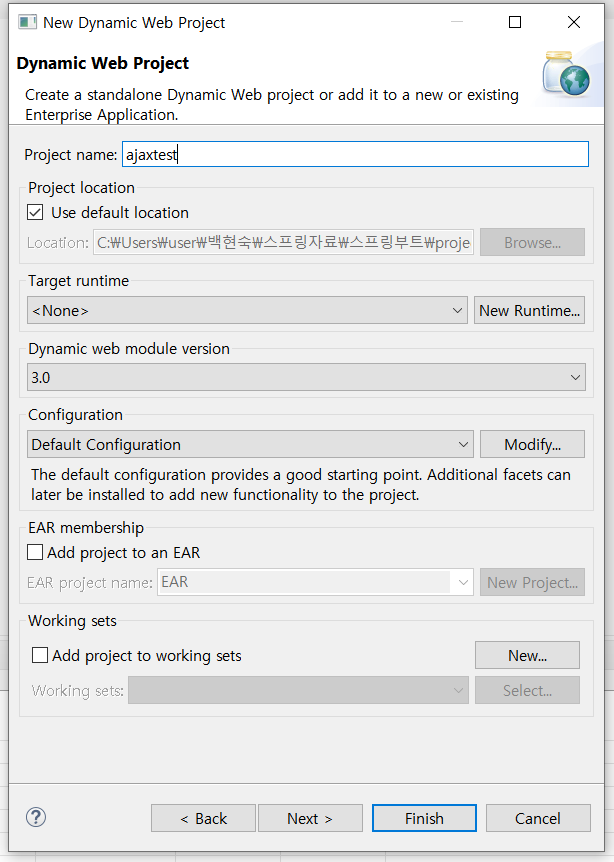 New Dynamic Web Project
Dynamic Web Project
Create a standalone Dynamic Web project or add it to a new or existing
Enterprise Application.
Project name: ajaxtest
Project location
Use default location
Location: C:₩Users₩user₩백현숙₩스프링자료₩스프링부트₩proje Browse...
Target runtime
<None> New Runtime...
Dynamic web module version
3.0
Configuration
Default Configuration Modify...
The default configuration provides a good starting point. Additional facets can
later be installed to add new functionality to the project.
EAR membership
Add project to an EAR
EAR project name: EAR New Project...
Working sets
Add project to working sets New...
Working sets: Select...
? < Back Next > Finish Cancel